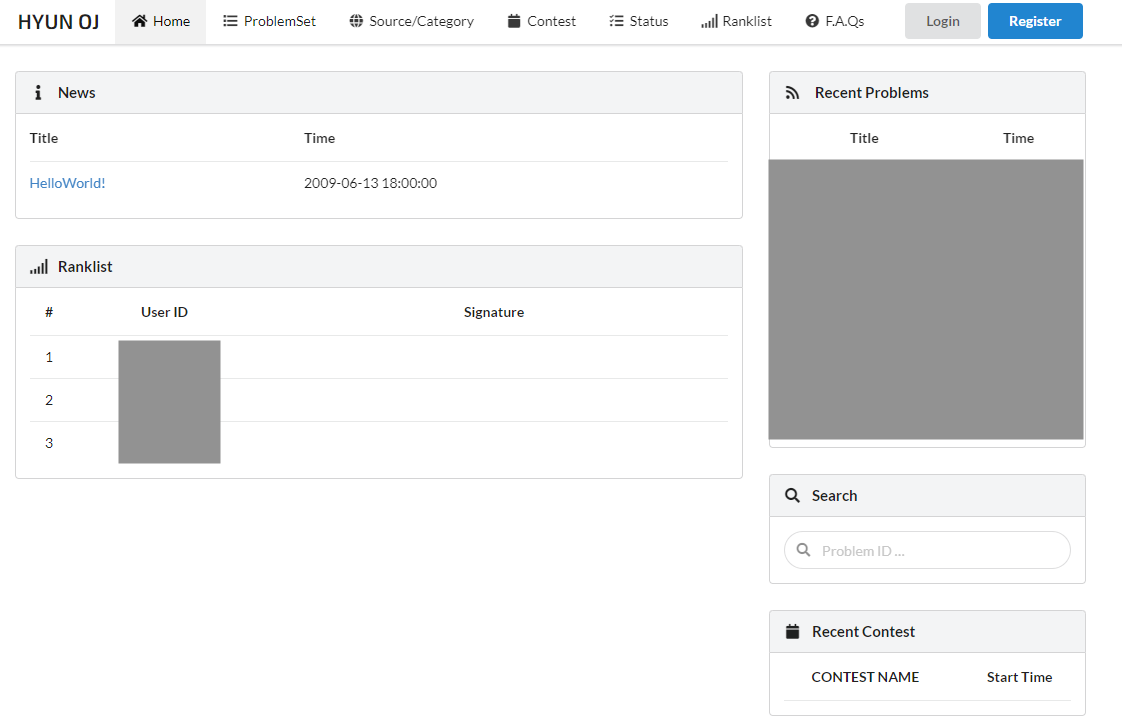 HYUN OJ Home ProblemSet Source/Category Contest Status Ranklist F.A.Qs Login Register
News
Title Time
HelloWorld! 2009-06-13 18:00:00
Ranklist
# User ID Signature
1
2
3
Recent Problems
Title Time
Search
Problem ID ...
Recent Contest
CONTEST NAME Start Time